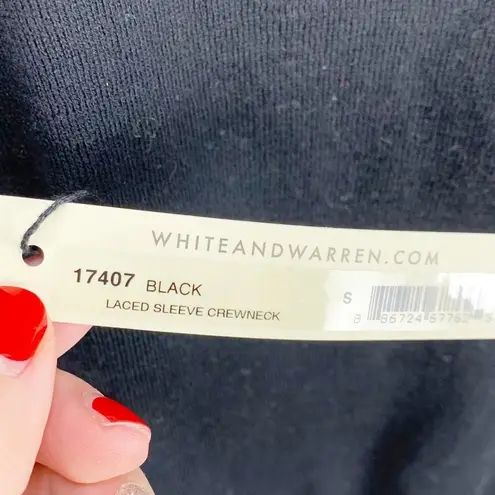 WHITEANDWARREN.COM
17407 BLACK
LACED SLEEVE CREWNECK
S